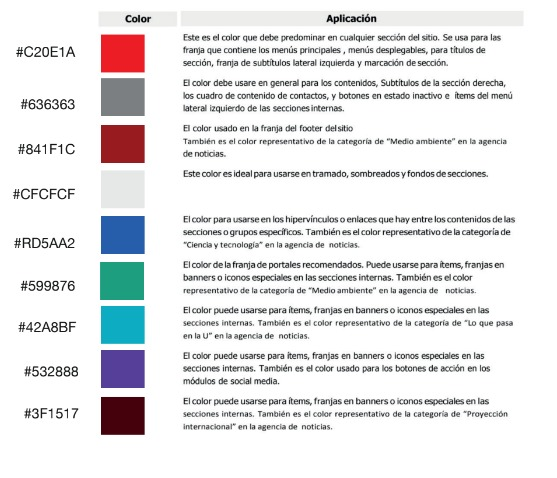 Color Aplicación
#C20E1A
Este es el color que debe predominar en cualquier sección del sitio. Se usa para las
franja que contiene los menús principales , menús desplegables, para títulos de
sección, franja de subtítulos lateral izquierda y marcación de sección.
#636363
El color debe usare en general para los contenidos, Subtítulos de la sección derecha,
los cuadro de contenido de contactos, y botones en estado inactivo e ítems del menú
lateral izquierdo de las secciones internas.
#841F1C
El color usado en la franja del footer delsitio
También es el color representativo de la categoría de "Medio ambiente" en la agencia
de noticias.
#CFCFCF
Este color es ideal para usarse en tramado, sombreados y fondos de secciones.
#RD5AA2
El color para usarse en los hipervínculos o enlaces que hay entre los contenidos de las
secciones o grupos específicos. También es el color representativo de la categoría de
“Ciencia y tecnología” en la agencia de noticias.
#599876
El color de la franja de portales recomendados. Puede usarse para ítems, franjas en
banners o iconos especiales en las secciones internas. También es el color
representativo de la categoría de “Medio ambiente” en la agencia de noticias.
#42A8BF
El color puede usarse para ítems, franjas en banners o iconos especiales en las
secciones internas. También es el color representativo de la categoría de “Lo que pasa
en la U” en la agencia de noticias.
#532888
El color puede usarse para ítems, franjas en banners o iconos especiales en las
secciones internas. También es el color usado para los botones de acción en los
módulos de social media.
#3F1517
El color puede usarse para ítems, franjas en banners o iconos especiales en las
secciones internas. También es el color representativo de la categoría de “Proyección
internacional” en la agencia de noticias.